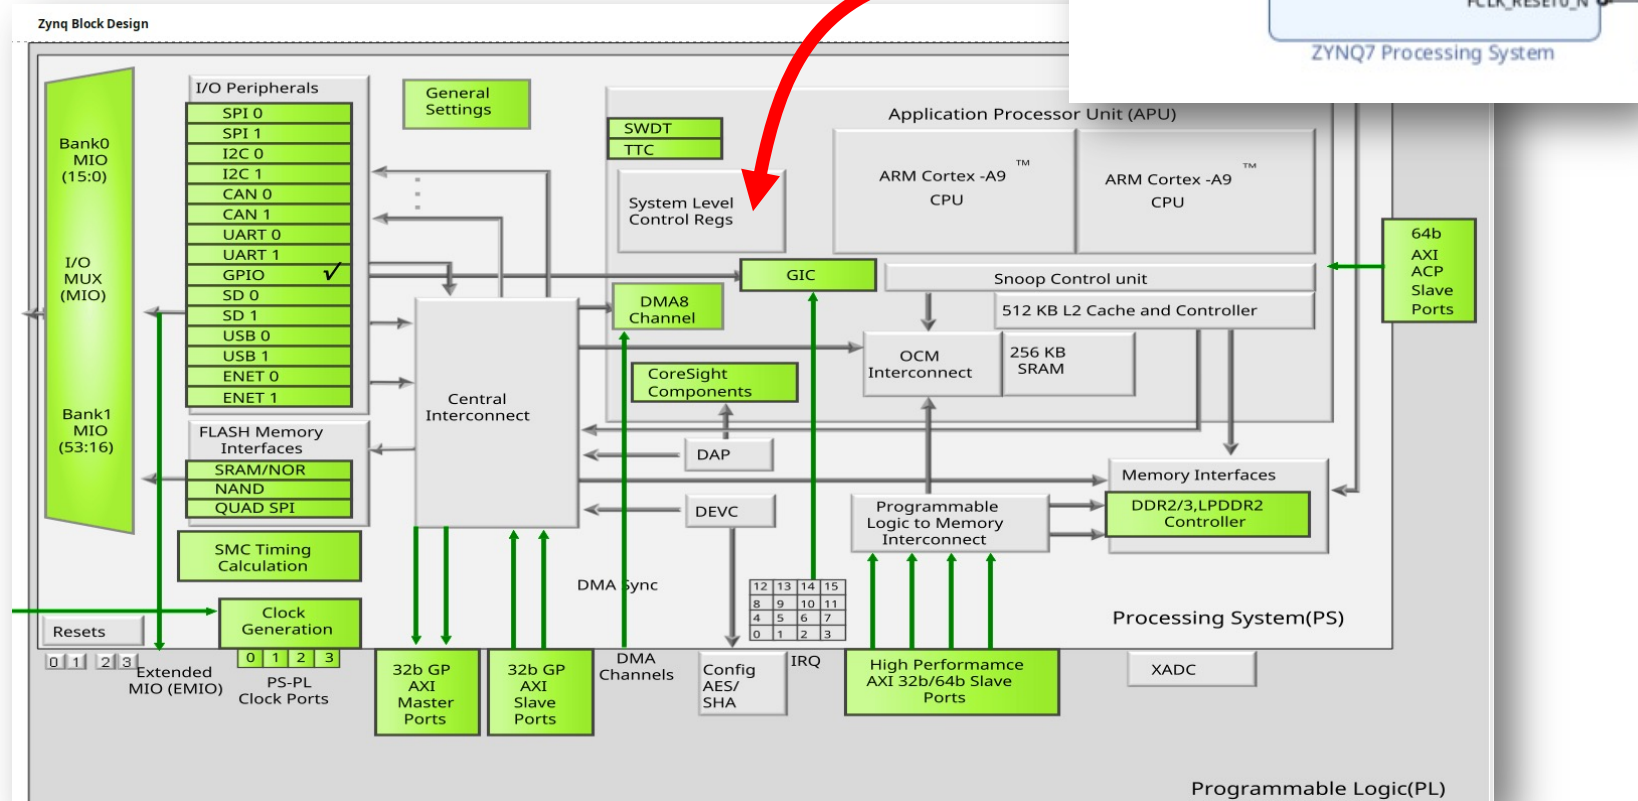 Zynq Block Design
FCLK_RESET0_N
ZYNQ7 Processing System
Bank0
MIO
(15:0)
I/O
MUX
(MIO)
Bank1
MIO
(53:16)
I/O Peripherals
SPI 0
SPI 1
I2C 0
I2C 1
CAN 0
CAN 1
UART 0
UART 1
GPIO ✓
SD 0
SD 1
USB 0
USB 1
ENET 0
ENET 1
FLASH Memory
Interfaces
SRAM/NOR
NAND
QUAD SPI
SMC Timing
Calculation
General
Settings
Application Processor Unit (APU)
SWDT
TTC
System Level
Control Regs
ARM Cortex -A9 ™
CPU
ARM Cortex -A9 ™
CPU
GIC
Snoop Control unit
DMA8
Channel
512 KB L2 Cache and Controller
OCM
Interconnect
256 KB
SRAM
CoreSight
Components
Central
Interconnect
DAP
DEVC
Memory Interfaces
DDR2/3,LPDDR2
Controller
Programmable
Logic to Memory
Interconnect
64b
AXI
ACP
Slave
Ports
DMA Sync
12 13 14 15
8 9 10 11
4 5 6 7
0 1 2 3
IRQ
Processing System(PS)
Resets
0 1 2 3
Clock
Generation
0 1 2 3
Extended
MIO (EMIO)
PS-PL
Clock Ports
32b GP
AXI
Master
Ports
32b GP
AXI
Slave
Ports
DMA
Channels
Config
AES/
SHA
High Performamce
AXI 32b/64b Slave
Ports
XADC
Programmable Logic(PL)